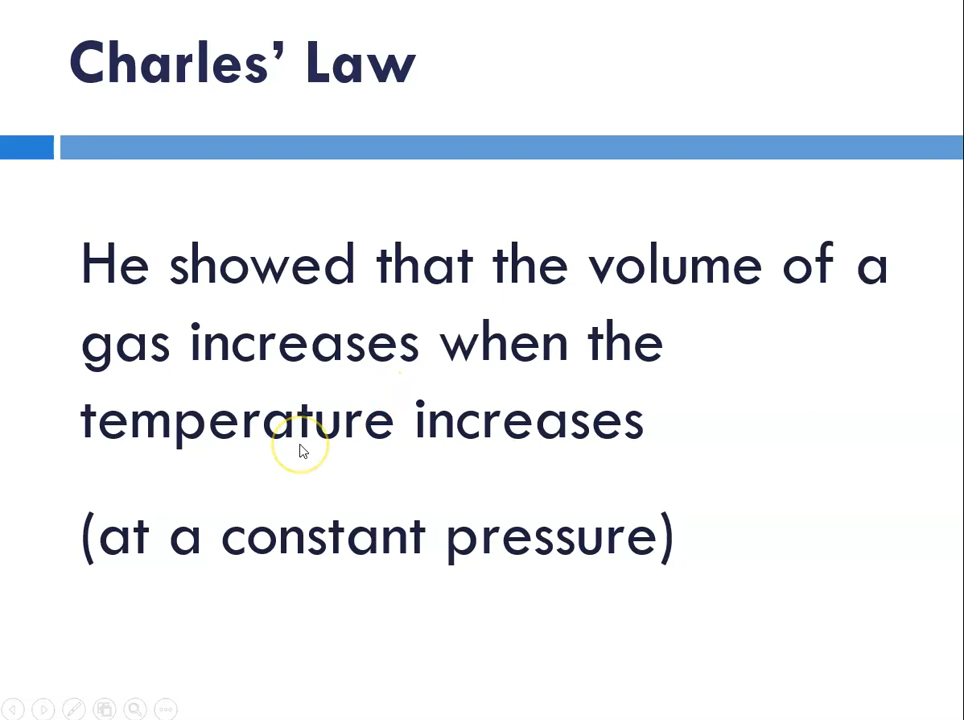 Charles’ Law
He showed that the volume of a
gas increases when the
temperature increases
(at a constant pressure)